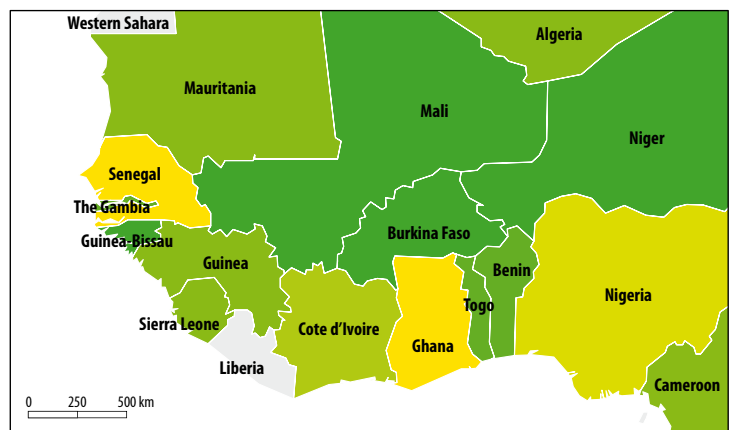 Western Sahara
Algeria
Mauritania
Mali
Niger
Senegal
The Gambia
Guinea-Bissau
Burkina Faso
Guinea
Benin
Togo
Nigeria
Sierra Leone
Cote d'Ivoire
Ghana
Liberia
Cameroon
0 250 500 km